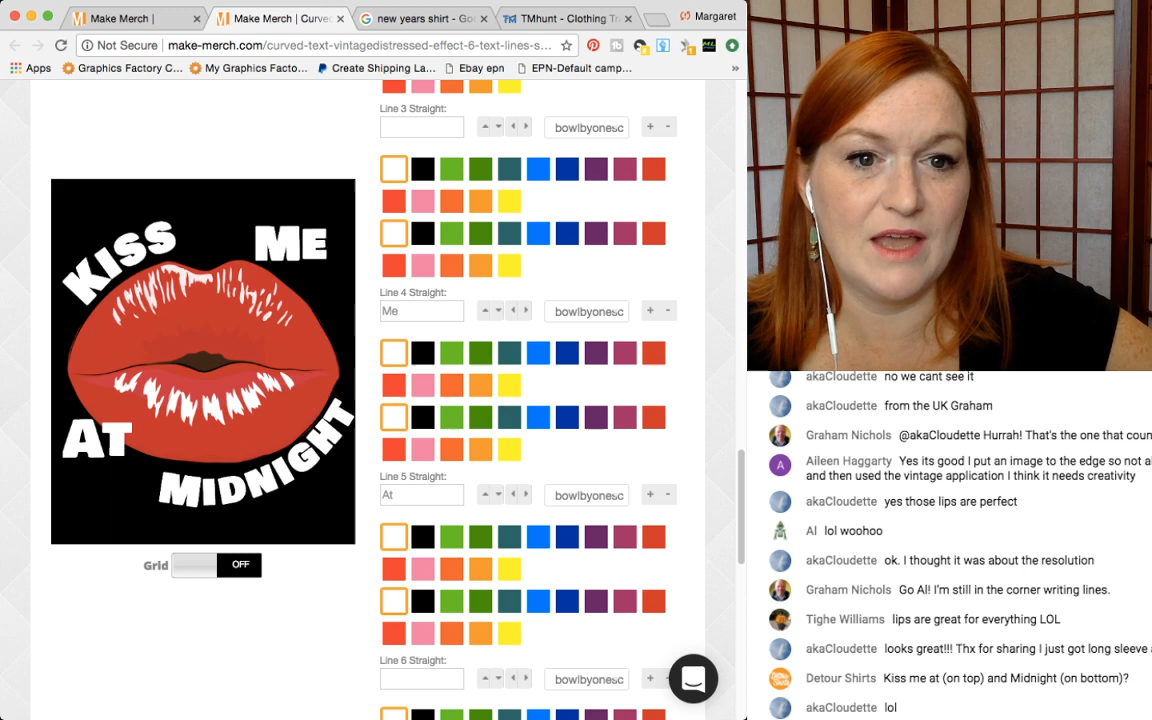 Make Merch |
Make Merch | Curve
new years shirt - Goo
TMhunt - Clothing Tr
Margaret
Not Secure | make-merch.com/curved-text-vintagedistressed-effect-6-text-lines-s...
Apps
Graphics Factory C...
My Graphics Facto...
Create Shipping La...
Ebay epn
EPN-Default camp...
»
Line 3 Straight:
bowlbyonesc
+ -
Line 4 Straight:
Me
bowlbyonesc
+ -
Line 5 Straight:
At
bowlbyonesc
+ -
Line 6 Straight:
bowlbyonesc
+ -
KISS
ME
AT
MIDNIGHT
Grid
OFF
akaCloudette no we cant see it
akaCloudette from the UK Graham
Graham Nichols @akaCloudette Hurrah! That's the one that coun
A
Aileen Haggarty Yes its good I put an image to the edge so not al
and then used the vintage application I think it needs creativity
akaCloudette yes those lips are perfect
Al lol woohoo
akaCloudette ok. I thought it was about the resolution
Graham Nichols Go Al! I'm still in the corner writing lines.
Tighe Williams lips are great for everything LOL
akaCloudette looks great!!! Thx for sharing I just got long sleeve a
Detour Shirts Kiss me at (on top) and Midnight (on bottom)?
akaCloudette lol